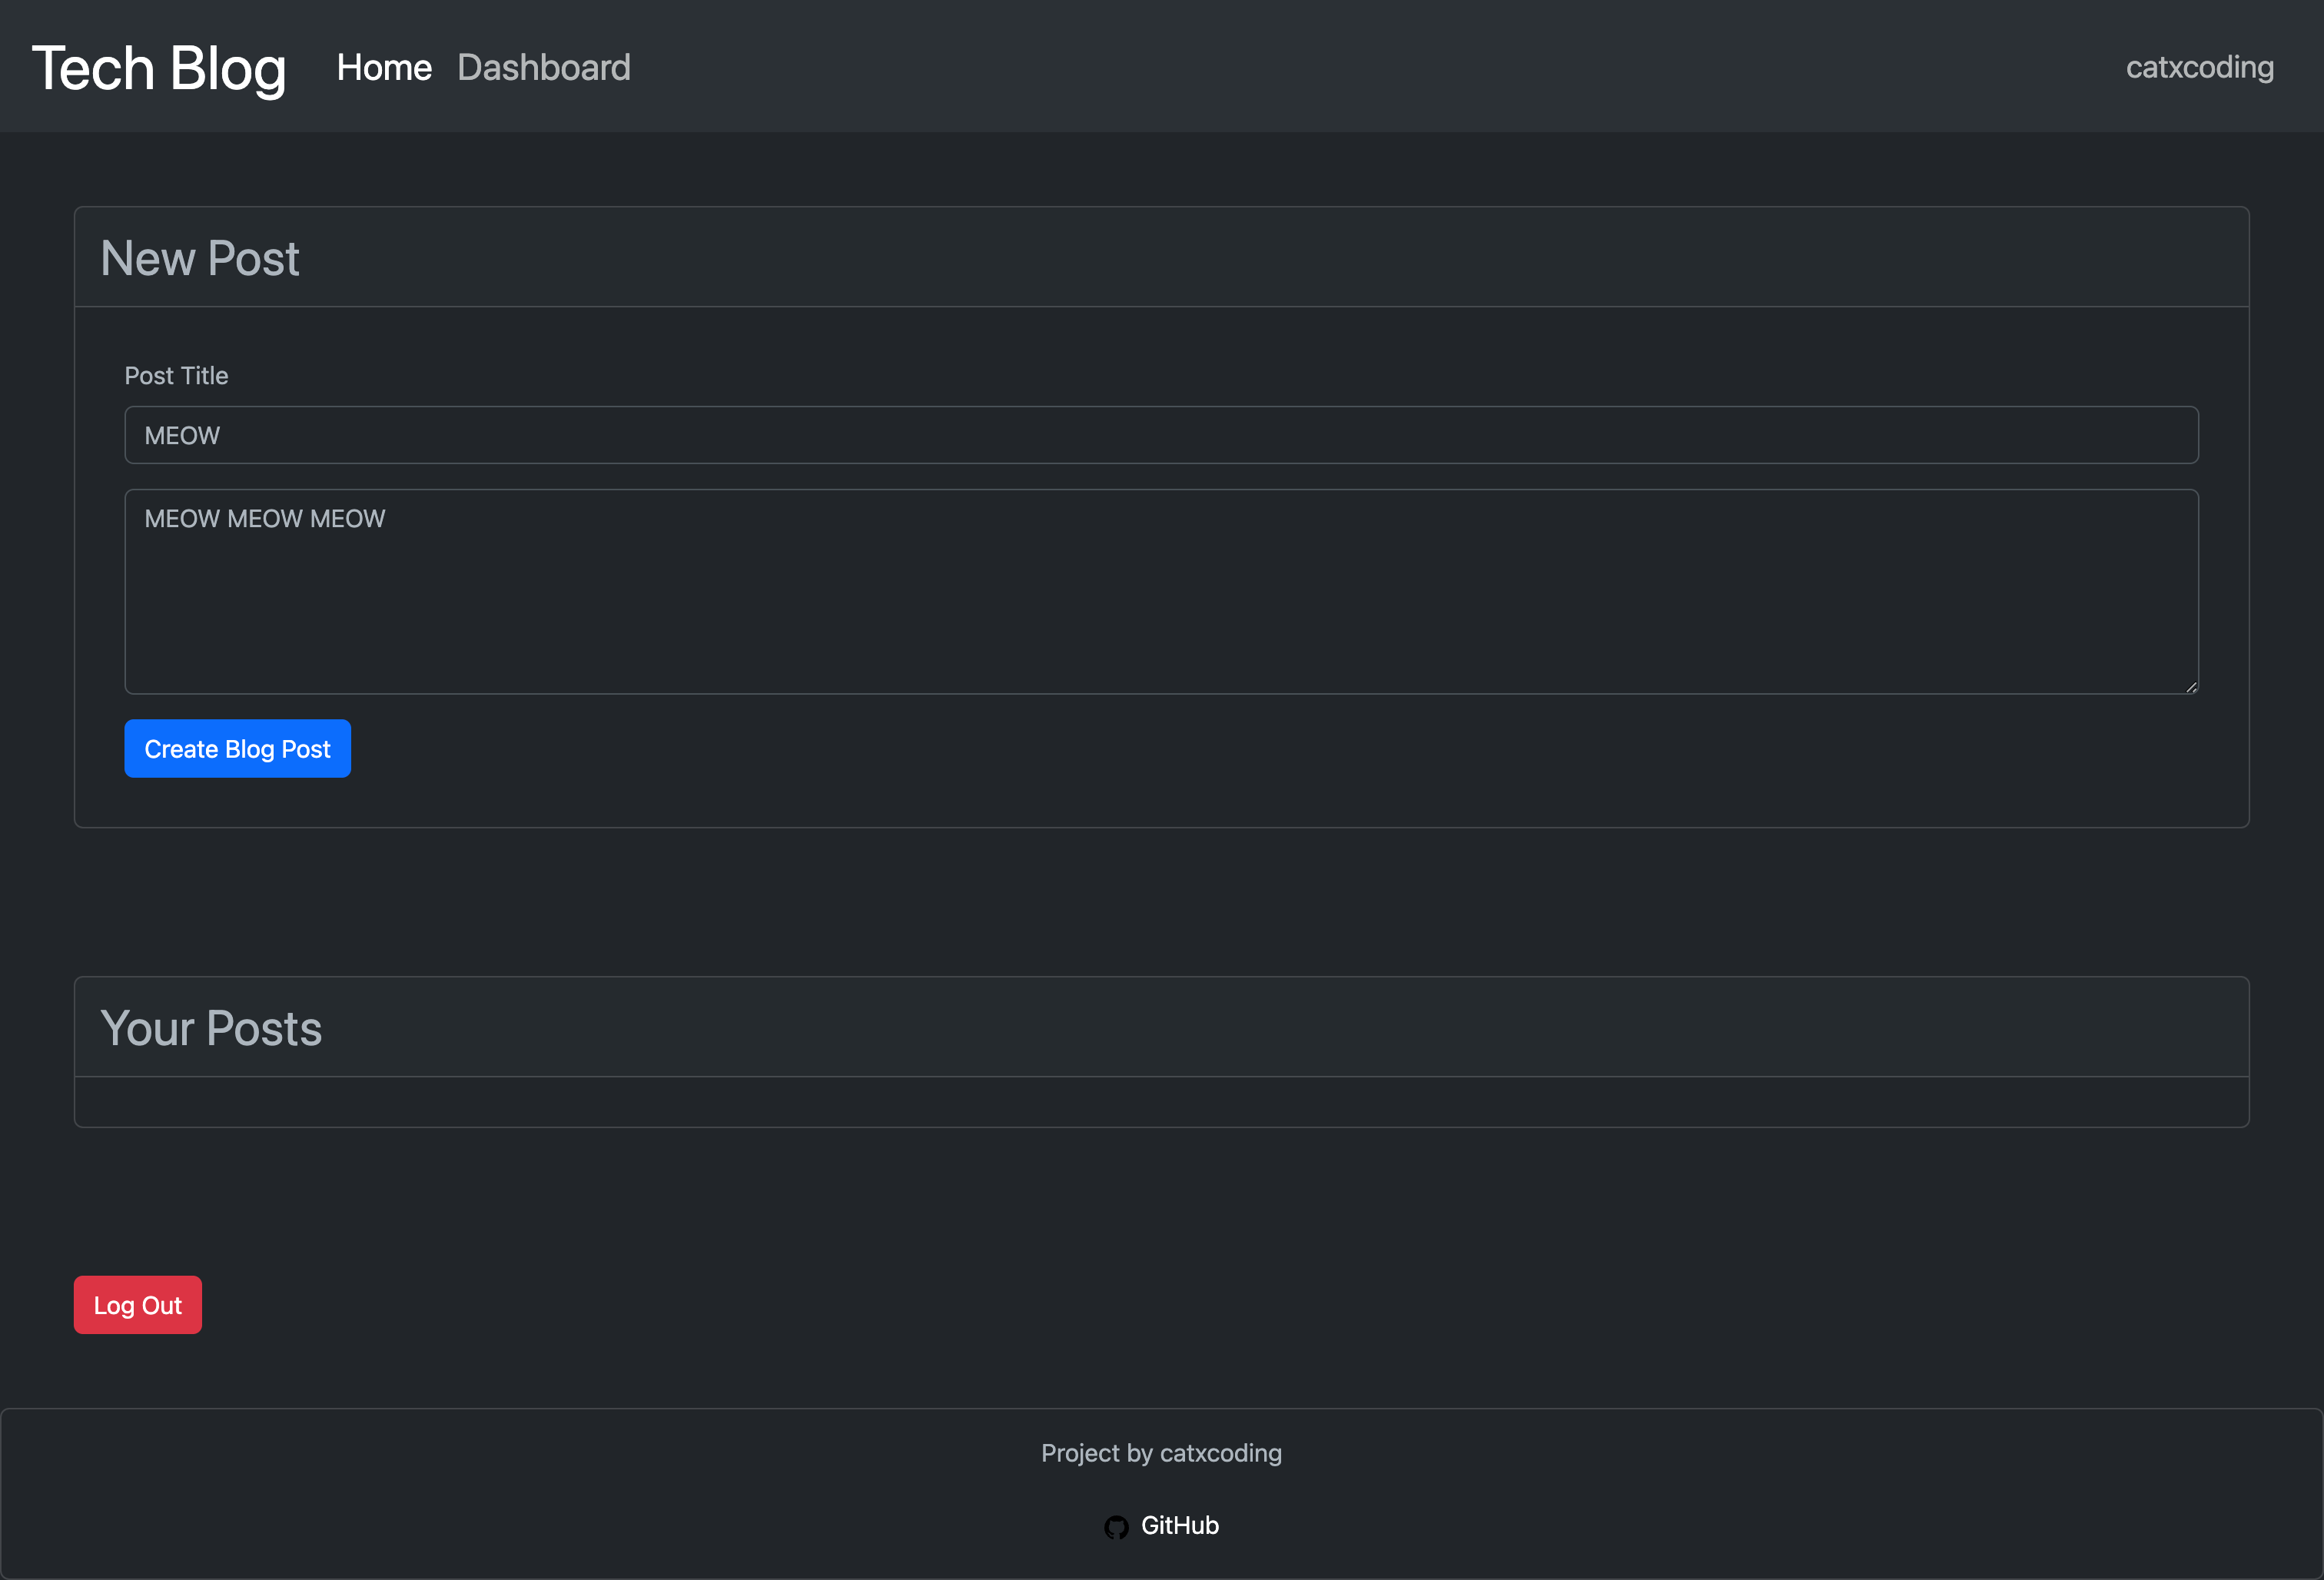 Tech Blog Home Dashboard catxcoding
New Post
Post Title
MEOW
MEOW MEOW MEOW
Create Blog Post
Your Posts
Log Out
Project by catxcoding
GitHub